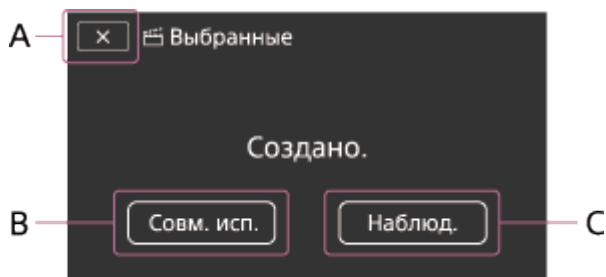 A
× Выбранные
Создано.
B
Совм. исп.
Наблюд.
C